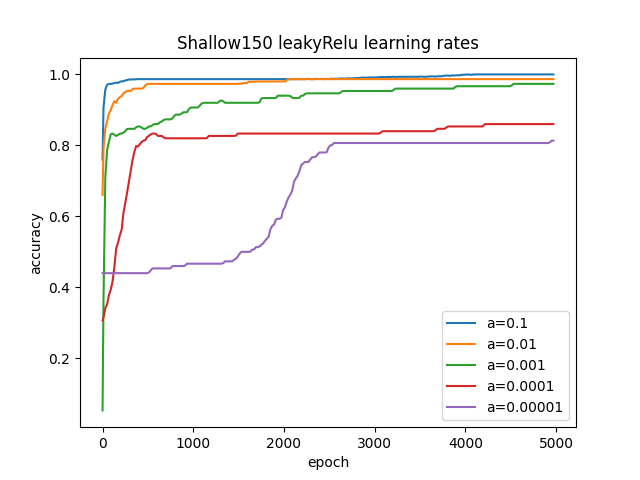 Shallow150 leakyRelu learning rates
accuracy
1.0
0.8
0.6
0.4
0.2
a=0.1
a=0.01
a=0.001
a=0.0001
a=0.00001
0 1000 2000 3000 4000 5000
epoch